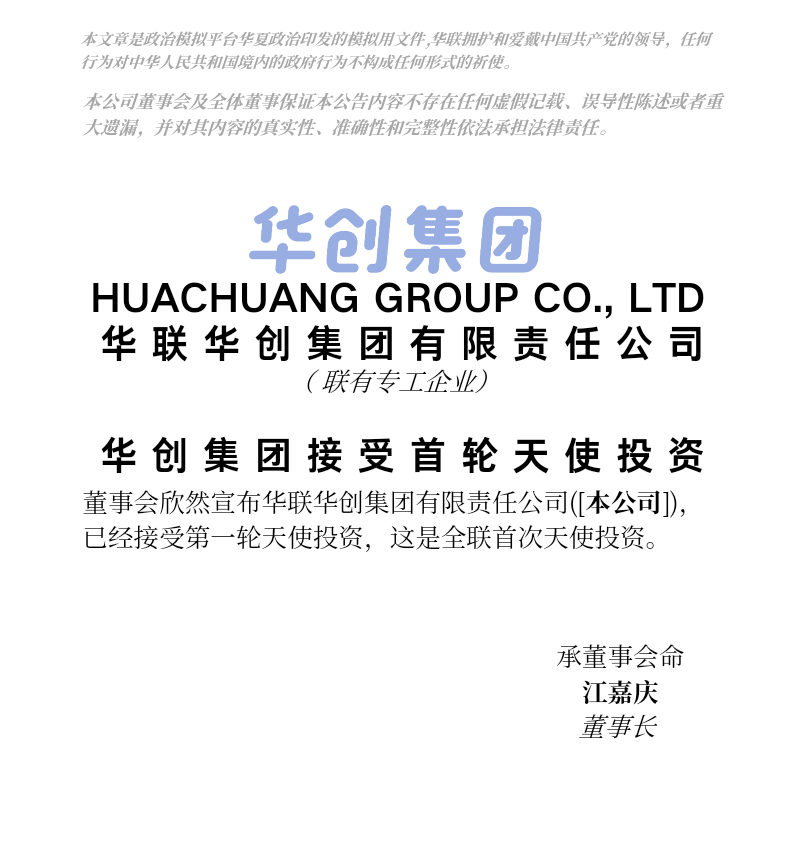 本文章是政治模拟平台华夏政治印发的模拟用文件,华联拥护和爱戴中国共产党的领导，任何
行为对中华人民共和国境内的政府行为不构成任何形式的祈使。
本公司董事会及全体董事保证本公告内容不存在任何虚假记载、误导性陈述或者重
大遗漏，并对其内容的真实性、准确性和完整性依法承担法律责任。
华创集团
HUACHUANG GROUP CO., LTD
华联华创集团有限责任公司
（联有专工企业）
华创集团接受首轮天使投资
董事会欣然宣布华联华创集团有限责任公司([本公司])，
已经接受第一轮天使投资，这是全联首次天使投资。
承董事会命
江嘉庆
董事长